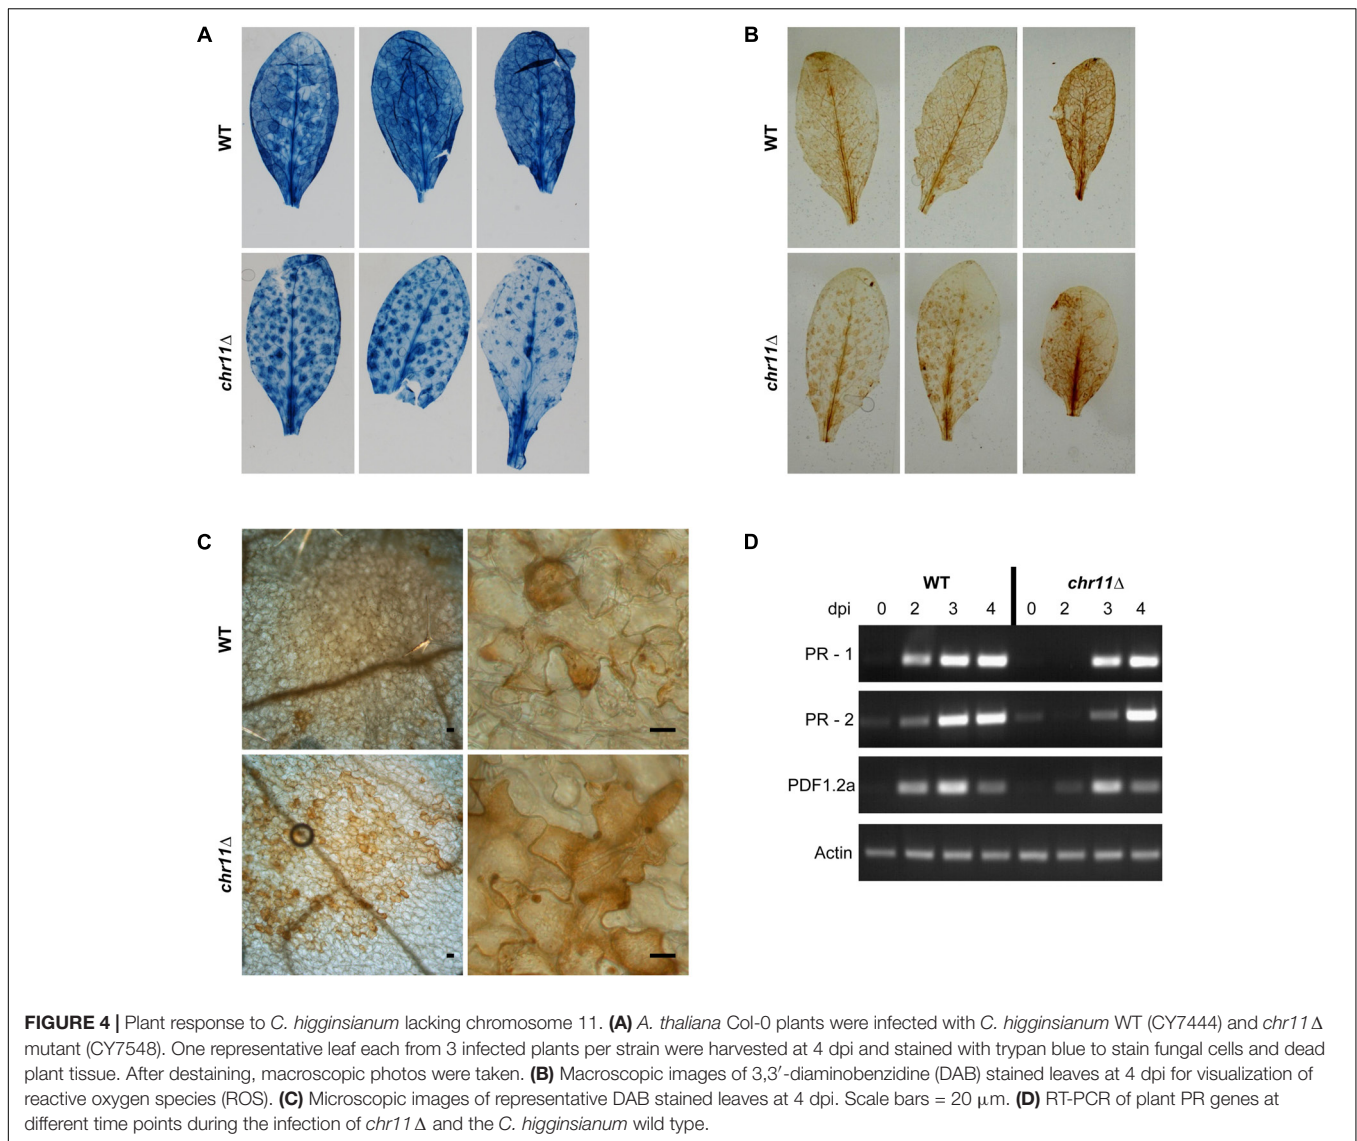 A
B
WT
WT
chr11Δ
chr11Δ
C
D
WT
chr11Δ
WT chr11Δ
dpi 0 2 3 4 0 2 3 4
PR - 1
PR - 2
PDF1.2a
Actin
FIGURE 4 | Plant response to C. higginsianum lacking chromosome 11. (A) A. thaliana Col-0 plants were infected with C. higginsianum WT (CY7444) and chr11Δ
mutant (CY7548). One representative leaf each from 3 infected plants per strain were harvested at 4 dpi and stained with trypan blue to stain fungal cells and dead
plant tissue. After destaining, macroscopic photos were taken. (B) Macroscopic images of 3,3′-diaminobenzidine (DAB) stained leaves at 4 dpi for visualization of
reactive oxygen species (ROS). (C) Microscopic images of representative DAB stained leaves at 4 dpi. Scale bars = 20 μm. (D) RT-PCR of plant PR genes at
different time points during the infection of chr11Δ and the C. higginsianum wild type.